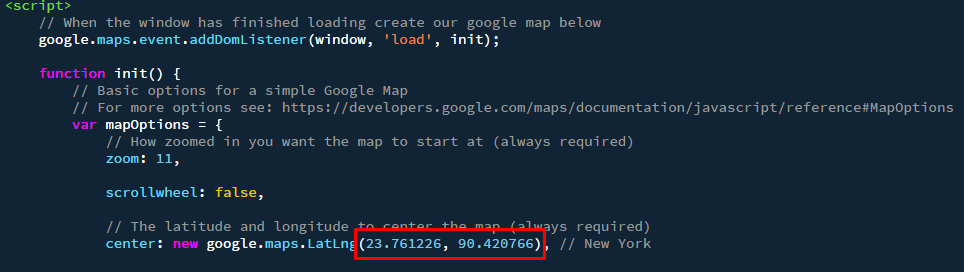 <script>
// When the window has finished loading create our google map below
google.maps.event.addDomListener(window, 'load', init);
function init() {
// Basic options for a simple Google Map
// For more options see: https://developers.google.com/maps/documentation/javascript/reference#MapOptions
var mapOptions = {
// How zoomed in you want the map to start at (always required)
zoom: 11,
scrollwheel: false,
// The latitude and longitude to center the map (always required)
center: new google.maps.LatLng(23.761226, 90.420766), // New York